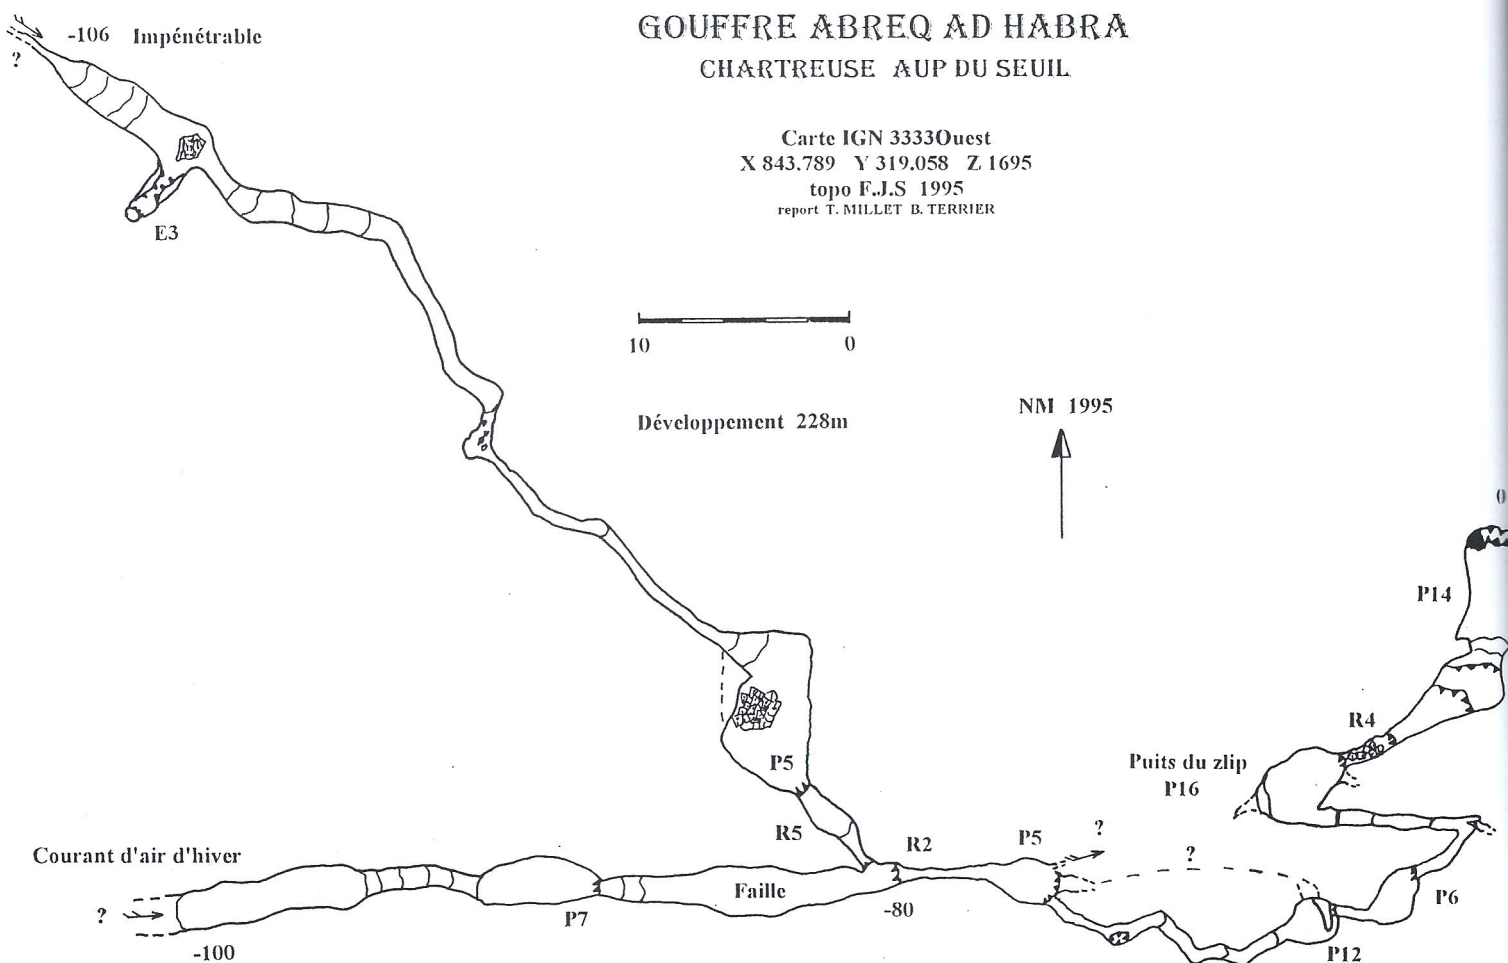 GOUFFRE ABREQ AD HABRA
CHARTREUSE AUP DU SEUIL
Carte IGN 3333Ouest
X 843.789 Y 319.058 Z 1695
topo F.J.S 1995
report T. MILLET B. TERRIER
-106 Impénétrable
?
E3
10 0
Développement 228m
NM 1995
0
P14
R4
Puits du zlip
P16
P5
R5
R2
P5
?
?
Courant d'air d'hiver
Faille
P6
?
P7
-80
-100
P12